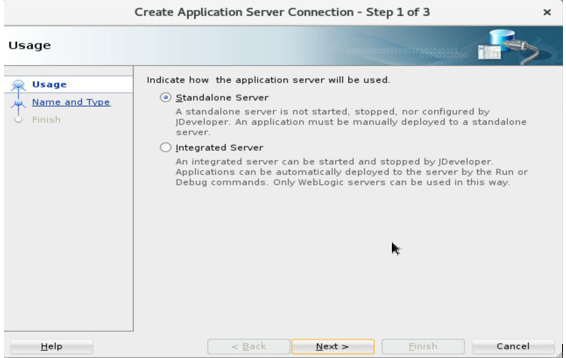 Create Application Server Connection - Step 1 of 3
Usage
Usage
Name and Type
Finish
Indicate how the application server will be used.
Standalone Server
A standalone server is not started, stopped, nor configured by
JDeveloper. An application must be manually deployed to a standalone
server.
Integrated Server
An integrated server can be started and stopped by JDeveloper.
Applications can be automatically deployed to the server by the Run or
Debug commands. Only WebLogic servers can be used in this way.
Help
< Back
Next >
Finish
Cancel